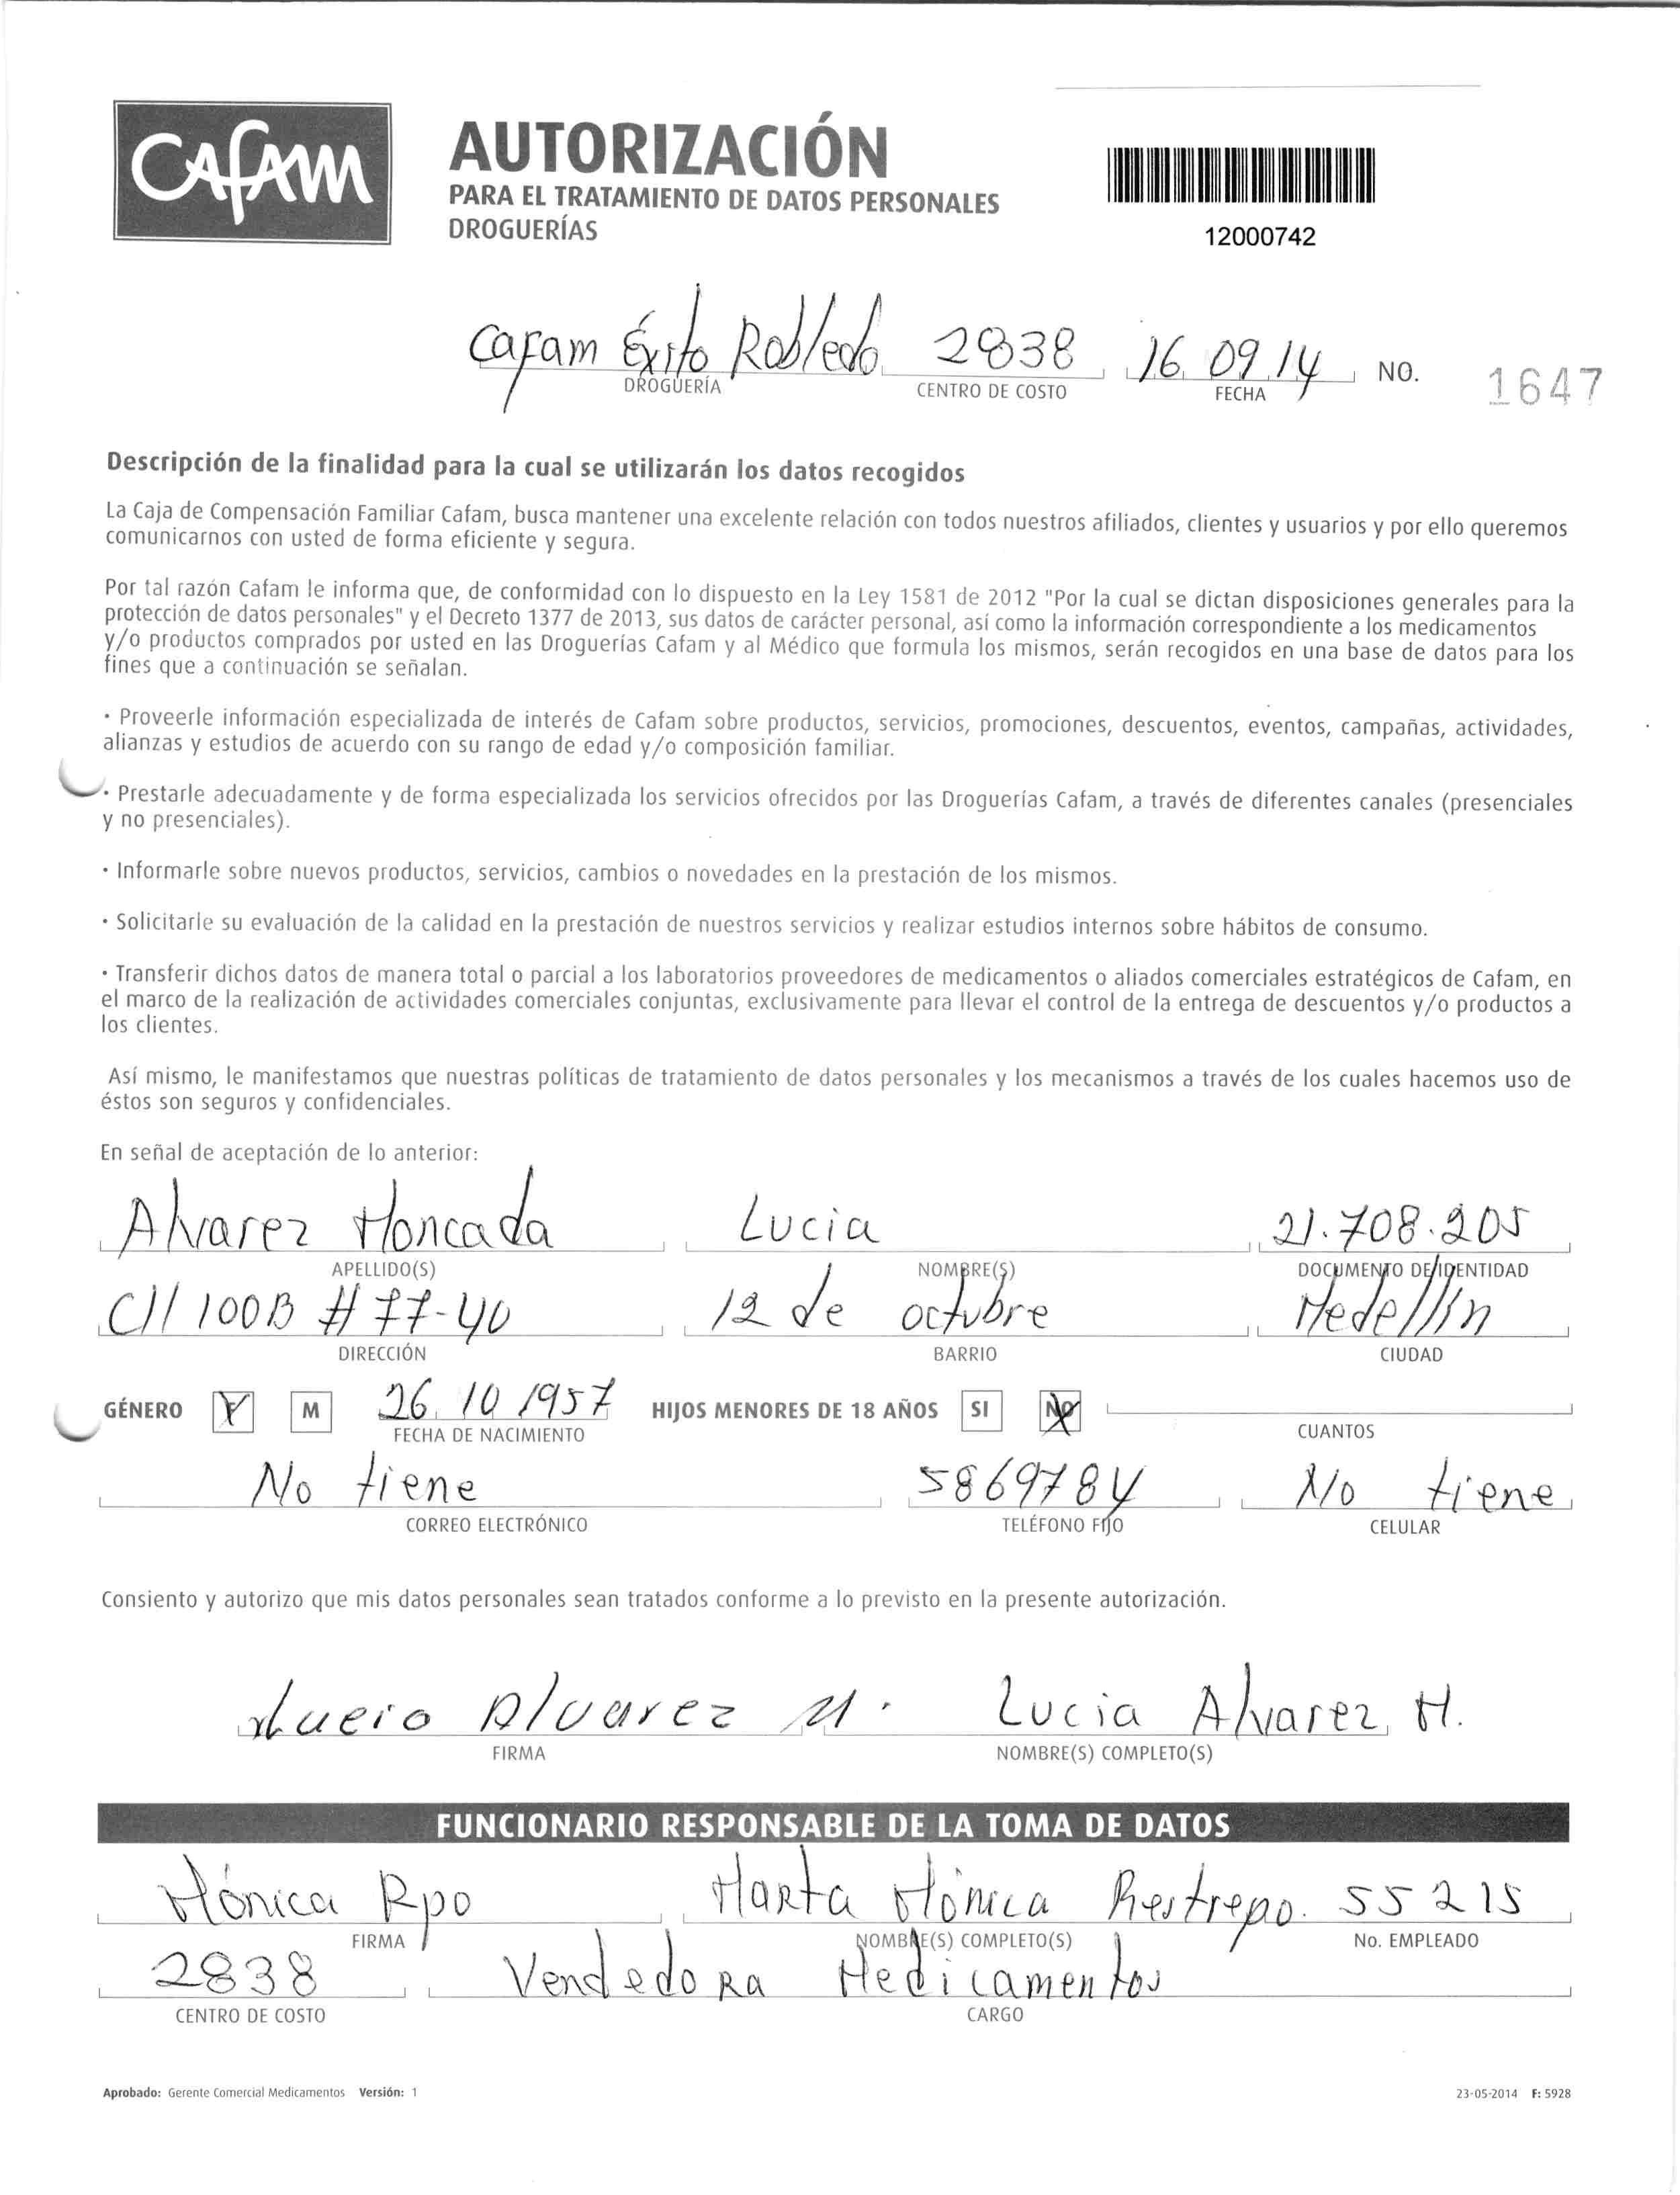 Cafam
AUTORIZACIÓN
PARA EL TRATAMIENTO DE DATOS PERSONALES
DROGUERÍAS
12000742
Cafam Éxito Robledo 2838 16 09 14 NO. 1647
DROGUERÍA CENTRO DE COSTO FECHA
Descripción de la finalidad para la cual se utilizarán los datos recogidos
La Caja de Compensación Familiar Cafam, busca mantener una excelente relación con todos nuestros afiliados, clientes y usuarios y por ello queremos
comunicarnos con usted de forma eficiente y segura.
Por tal razón Cafam le informa que, de conformidad con lo dispuesto en la Ley 1581 de 2012 "Por la cual se dictan disposiciones generales para la
protección de datos personales" y el Decreto 1377 de 2013, sus datos de carácter personal, así como la información correspondiente a los medicamentos
y/o productos comprados por usted en las Droguerías Cafam y al Médico que formula los mismos, serán recogidos en una base de datos para los
fines que a continuación se señalan.
· Proveerle información especializada de interés de Cafam sobre productos, servicios, promociones, descuentos, eventos, campañas, actividades,
alianzas y estudios de acuerdo con su rango de edad y/o composición familiar.
· Prestarle adecuadamente y de forma especializada los servicios ofrecidos por las Droguerías Cafam, a través de diferentes canales (presenciales
y no presenciales).
· Informarle sobre nuevos productos, servicios, cambios o novedades en la prestación de los mismos.
· Solicitarle su evaluación de la calidad en la prestación de nuestros servicios y realizar estudios internos sobre hábitos de consumo.
· Transferir dichos datos de manera total o parcial a los laboratorios proveedores de medicamentos o aliados comerciales estratégicos de Cafam, en
el marco de la realización de actividades comerciales conjuntas, exclusivamente para llevar el control de la entrega de descuentos y/o productos a
los clientes.
Así mismo, le manifestamos que nuestras políticas de tratamiento de datos personales y los mecanismos a través de los cuales hacemos uso de
éstos son seguros y confidenciales.
En señal de aceptación de lo anterior:
Alvarez Moncada Lucia 21.708.205
APELLIDO(S) NOMBRE(S) DOCUMENTO DE IDENTIDAD
Cll 100B # 77-40 12 de octubre Medellín
DIRECCIÓN BARRIO CIUDAD
GÉNERO F M 26 10 1957 HIJOS MENORES DE 18 AÑOS SI NO
FECHA DE NACIMIENTO CUANTOS
No tiene 5869784 No tiene
CORREO ELECTRÓNICO TELÉFONO FIJO CELULAR
Consiento y autorizo que mis datos personales sean tratados conforme a lo previsto en la presente autorización.
Lucia Alvarez M. Lucia Alvarez M.
FIRMA NOMBRE(S) COMPLETO(S)
FUNCIONARIO RESPONSABLE DE LA TOMA DE DATOS
Mónica Rpo Marta Mónica Restrepo. 55215
FIRMA NOMBRE(S) COMPLETO(S) No. EMPLEADO
2838 Vendedora Medicamentos
CENTRO DE COSTO CARGO
Aprobado: Gerente Comercial Medicamentos Versión: 1 23-05-2014 F: 5928